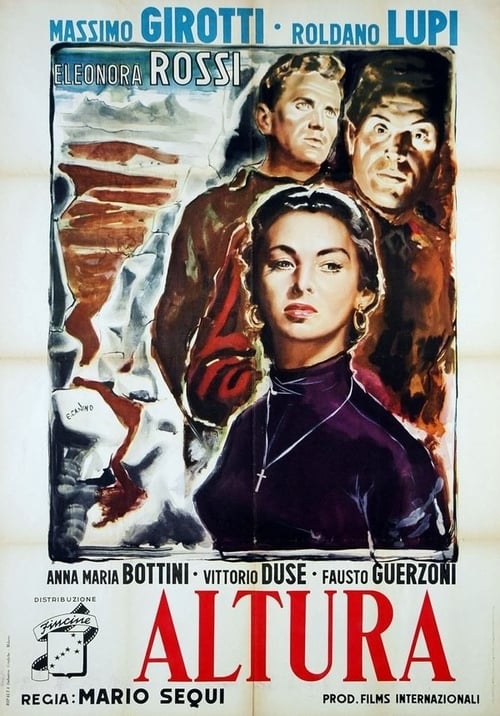 MASSIMO GIROTTI · ROLDANO LUPI
ELEONORA ROSSI
E. CANINO
ANNA MARIA BOTTINI · VITTORIO DUSE · FAUSTO GUERZONI
DISTRIBUZIONE
Fincine
ALTURA
REGIA: MARIO SEQUI
PROD. FILMS INTERNAZIONALI